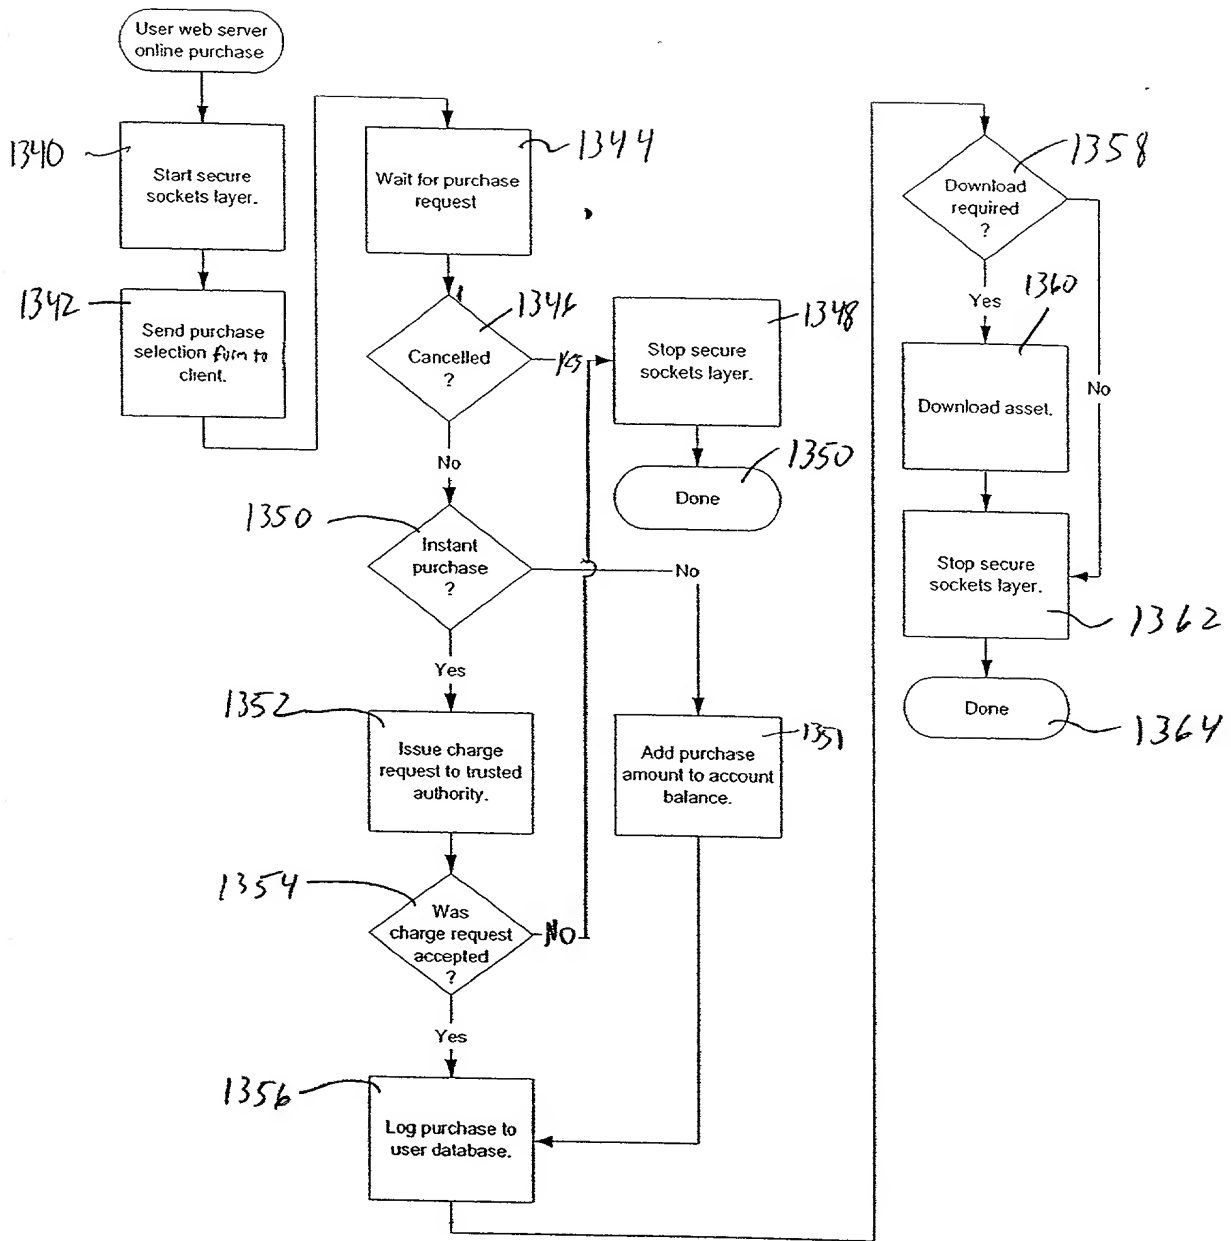 User web server
online purchase
1340
Start secure
sockets layer.
1342
Send purchase
selection form to
client.
1344
Wait for purchase
request
1346
Cancelled
?
Yes
No
1348
Stop secure
sockets layer.
1350
Done
1350
Instant
purchase
?
No
Yes
1352
Issue charge
request to trusted
authority.
1351
Add purchase
amount to account
balance.
1354
Was
charge request
accepted
?
NO
Yes
1356
Log purchase to
user database.
1358
Download
required
?
Yes
No
1360
Download asset.
Stop secure
sockets layer.
1362
Done
1364